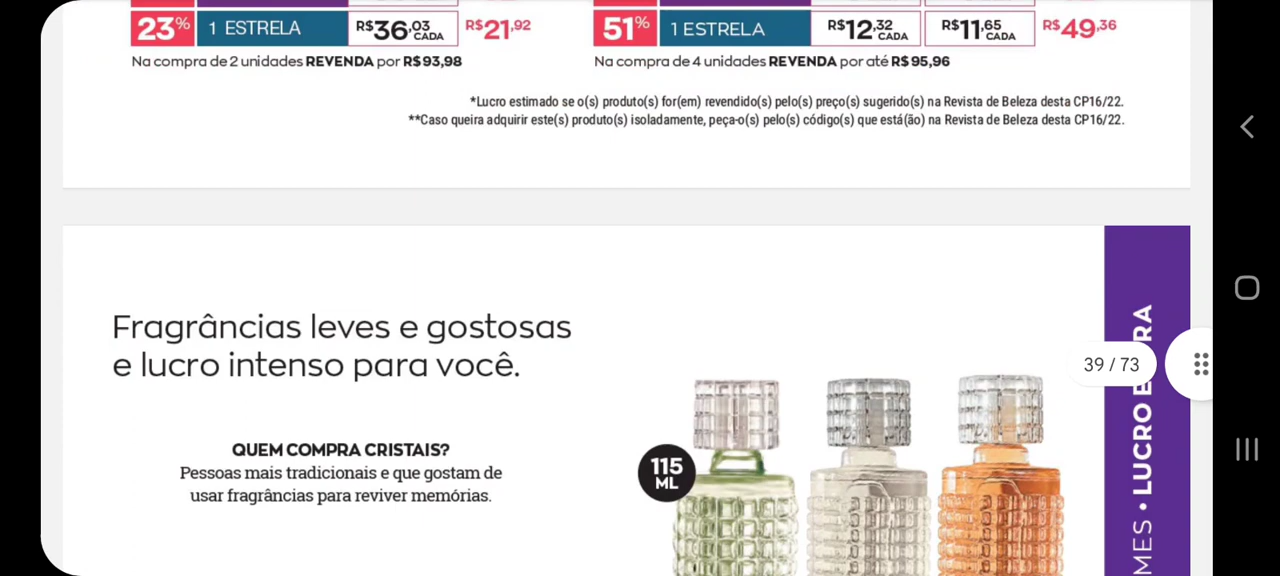 23% 1 ESTRELA R$36,03 CADA R$21,92
Na compra de 2 unidades REVENDA por R$93,98
51% 1 ESTRELA R$12,32 CADA R$11,65 CADA R$49,36
Na compra de 4 unidades REVENDA por até R$95,96
*Lucro estimado se o(s) produto(s) for(em) revendido(s) pelo(s) preço(s) sugerido(s) na Revista de Beleza desta CP16/22.
**Caso queira adquirir este(s) produto(s) isoladamente, peça-o(s) pelo(s) código(s) que está(ão) na Revista de Beleza desta CP16/22.
Fragrâncias leves e gostosas
e lucro intenso para você.
QUEM COMPRA CRISTAIS?
Pessoas mais tradicionais e que gostam de
usar fragrâncias para reviver memórias.
115
ML
39 / 73
MES • LUCRO E RA